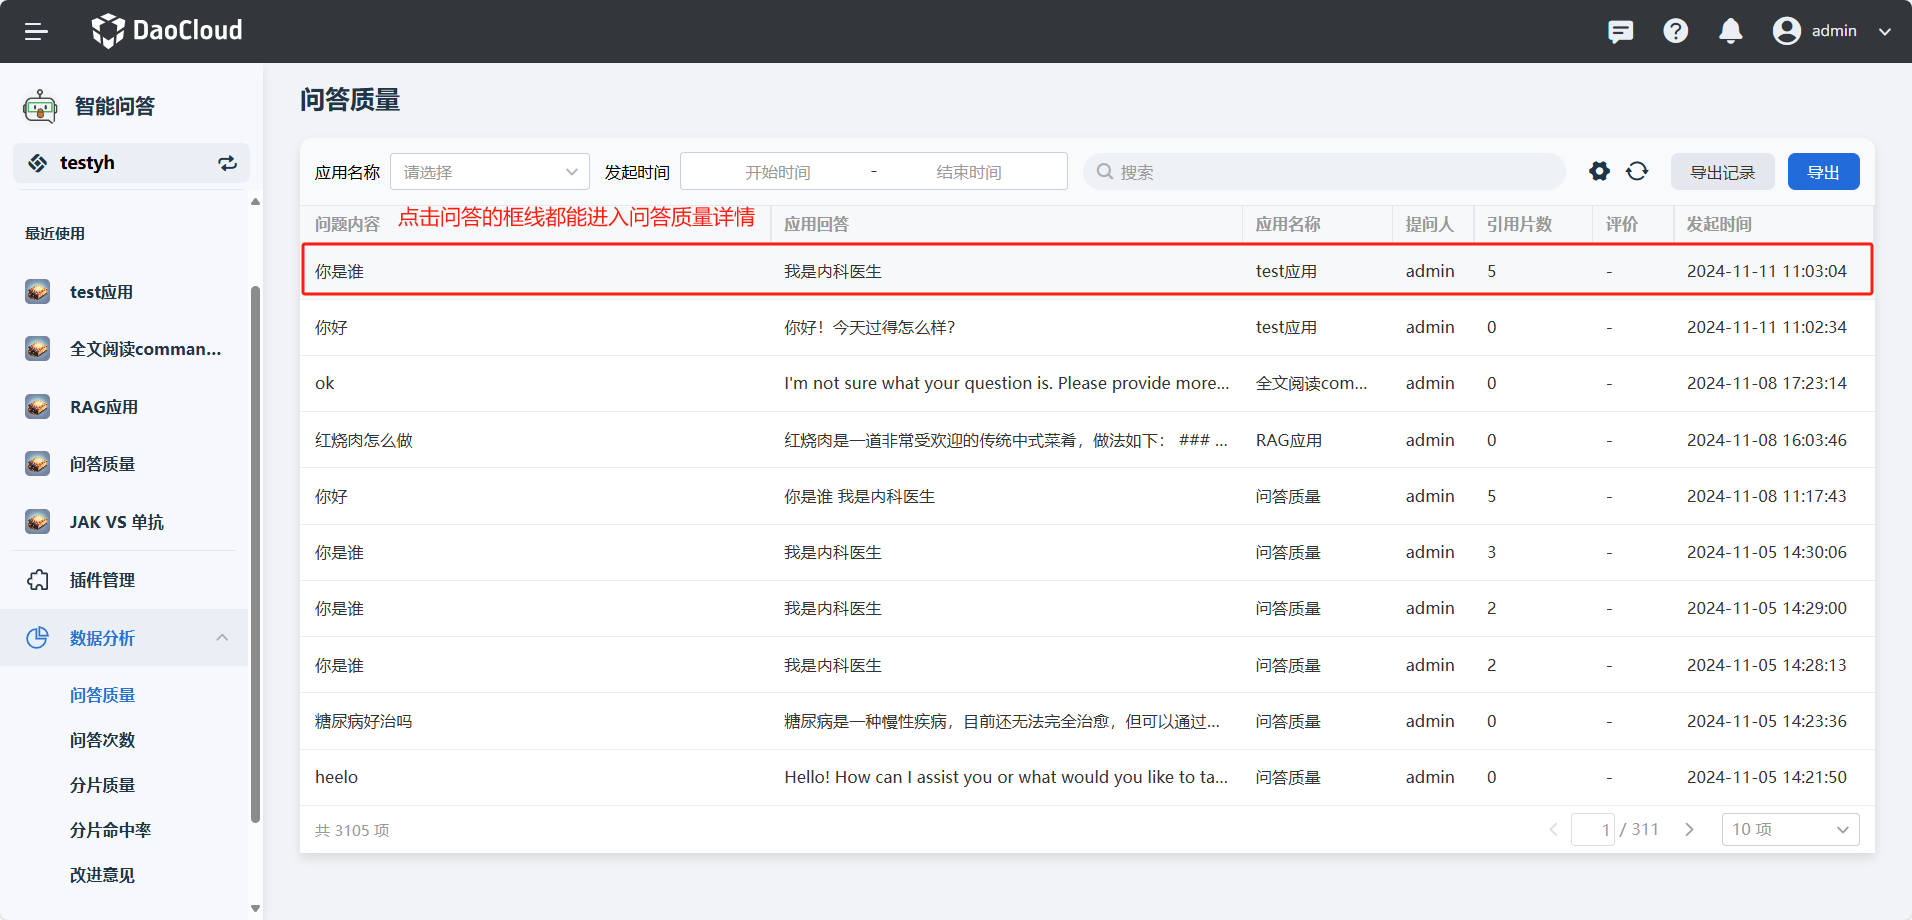 DaoCloud
admin
智能问答
testyh
最近使用
test应用
全文阅读comman...
RAG应用
问答质量
JAK VS 单抗
插件管理
数据分析
问答质量
问答次数
分片质量
分片命中率
改进意见
问答质量
应用名称 请选择 发起时间 开始时间 - 结束时间 搜索 导出记录 导出
点击问答的框线都能进入问答质量详情
问题内容 应用回答 应用名称 提问人 引用片数 评价 发起时间
你是谁 我是内科医生 test应用 admin 5 - 2024-11-11 11:03:04
你好 你好！今天过得怎么样? test应用 admin 0 - 2024-11-11 11:02:34
ok I'm not sure what your question is. Please provide more... 全文阅读com... admin 0 - 2024-11-08 17:23:14
红烧肉怎么做 红烧肉是一道非常受欢迎的传统中式菜肴，做法如下： ### ... RAG应用 admin 0 - 2024-11-08 16:03:46
你好 你是谁 我是内科医生 问答质量 admin 5 - 2024-11-08 11:17:43
你是谁 我是内科医生 问答质量 admin 3 - 2024-11-05 14:30:06
你是谁 我是内科医生 问答质量 admin 2 - 2024-11-05 14:29:00
你是谁 我是内科医生 问答质量 admin 2 - 2024-11-05 14:28:13
糖尿病好治吗 糖尿病是一种慢性疾病，目前还无法完全治愈，但可以通过... 问答质量 admin 0 - 2024-11-05 14:23:36
heelo Hello! How can I assist you or what would you like to ta... 问答质量 admin 0 - 2024-11-05 14:21:50
共 3105 项 1 / 311 10 项